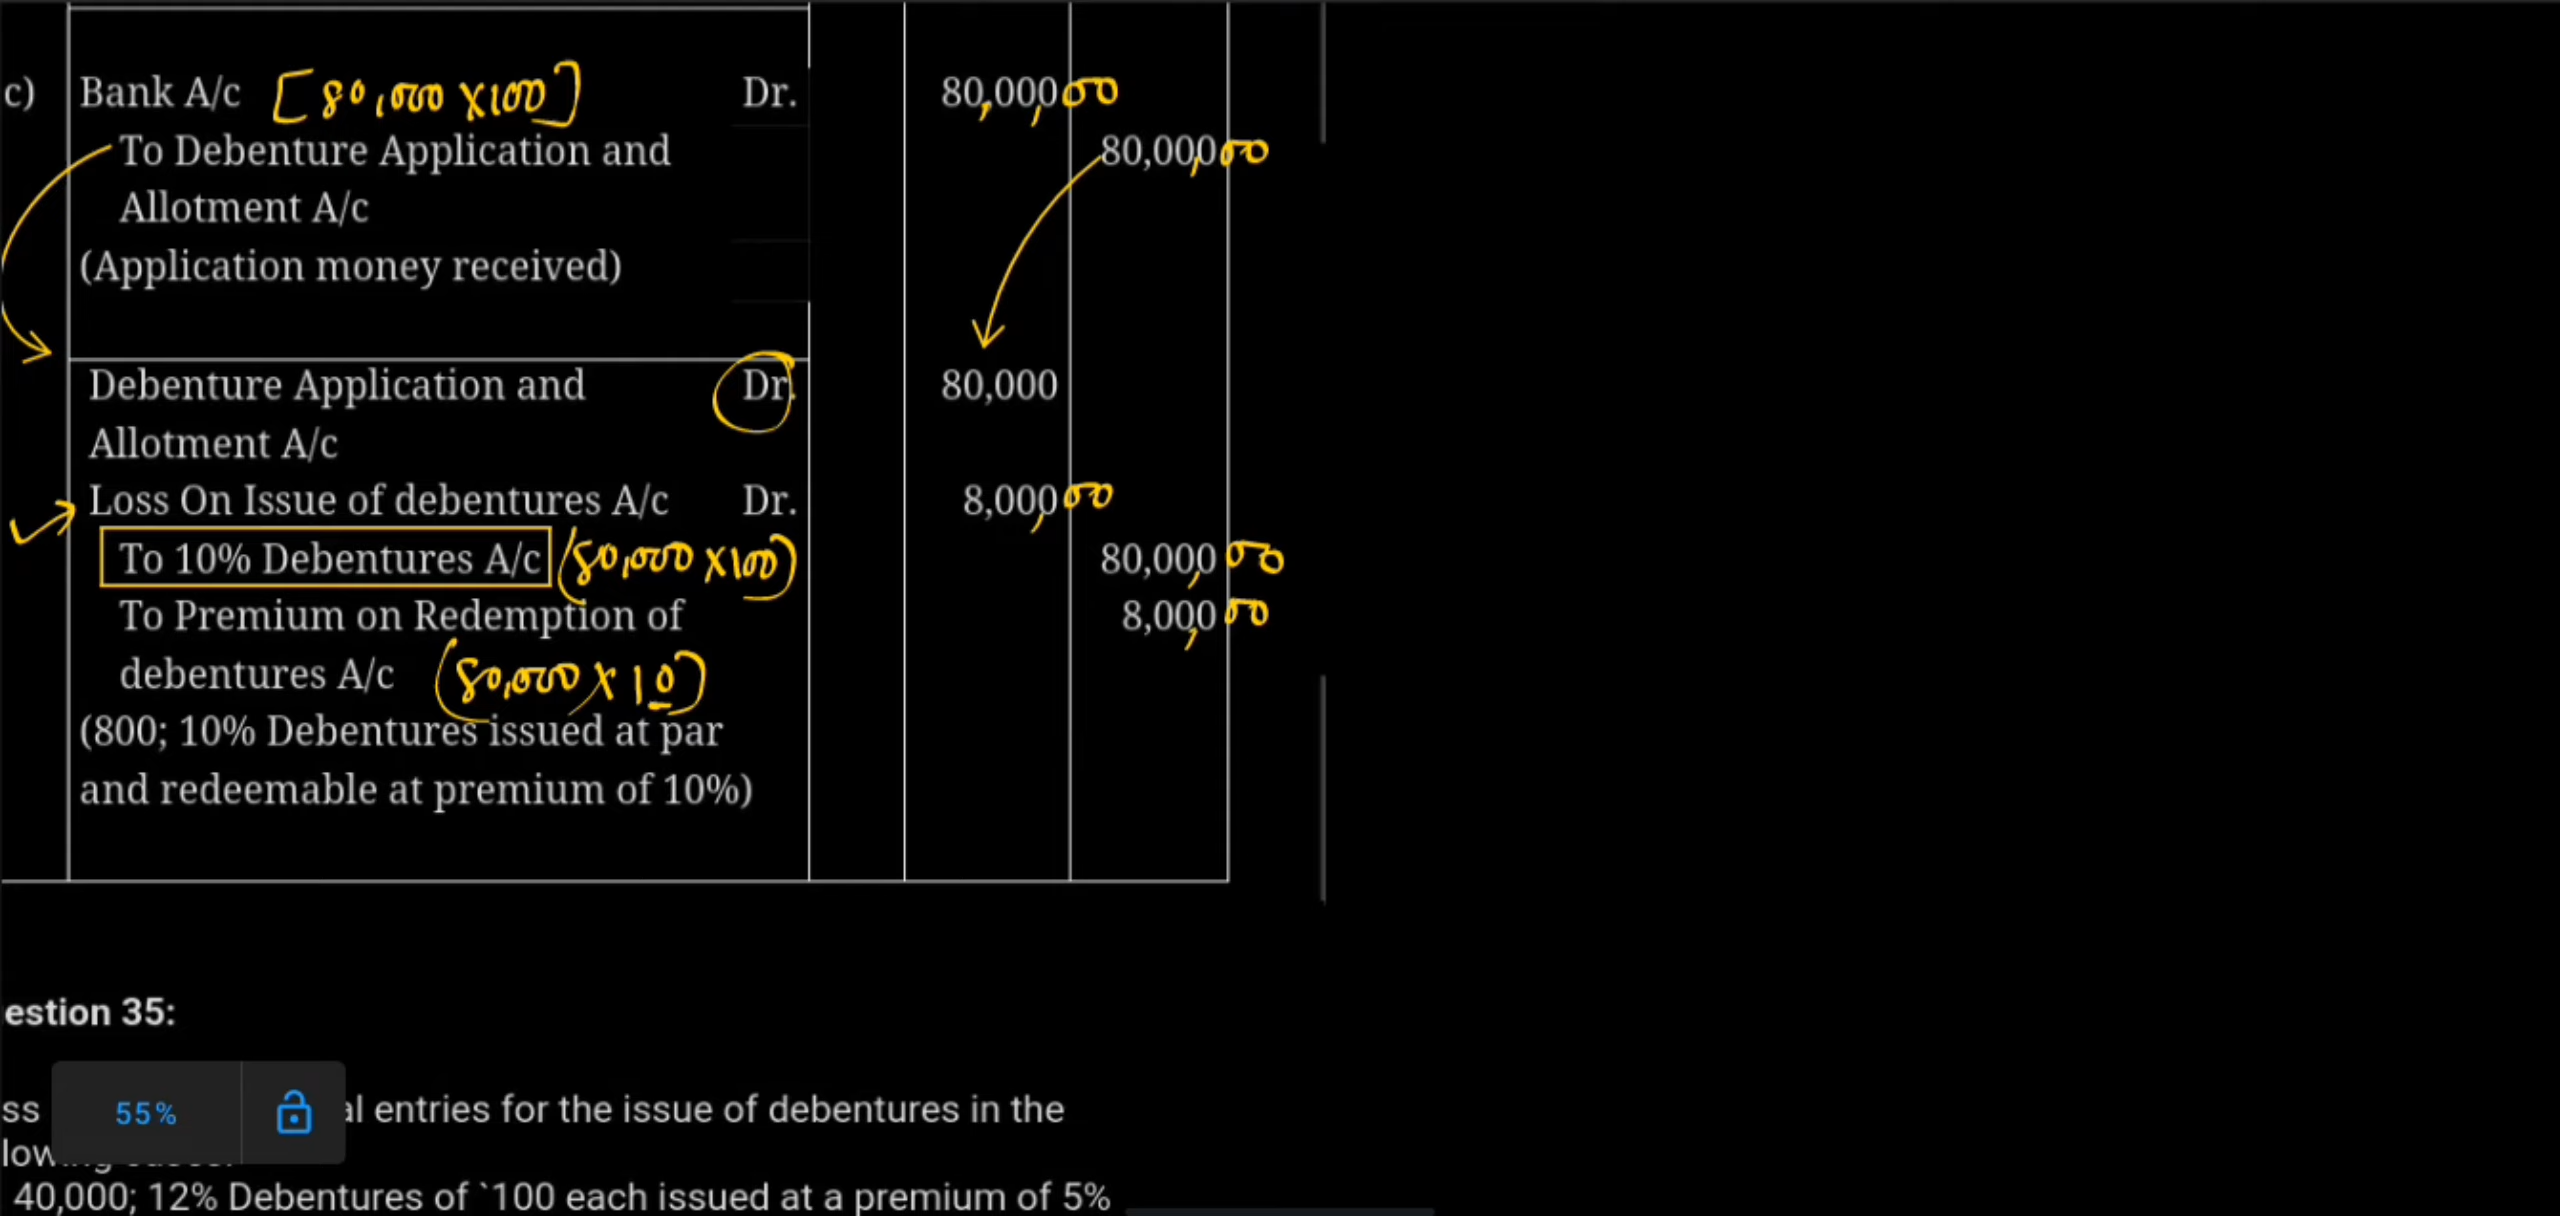 c) Bank A/c [80,000 x100] Dr. 80,000,00
To Debenture Application and 80,000,00
Allotment A/c
(Application money received)
Debenture Application and Dr. 80,000
Allotment A/c
Loss On Issue of debentures A/c Dr. 8,000,00
To 10% Debentures A/c (80,000 x100) 80,000,00
To Premium on Redemption of 8,000,00
debentures A/c (80,000 x 10)
(800; 10% Debentures issued at par
and redeemable at premium of 10%)
estion 35:
ss al entries for the issue of debentures in the
55%
40,000; 12% Debentures of `100 each issued at a premium of 5%